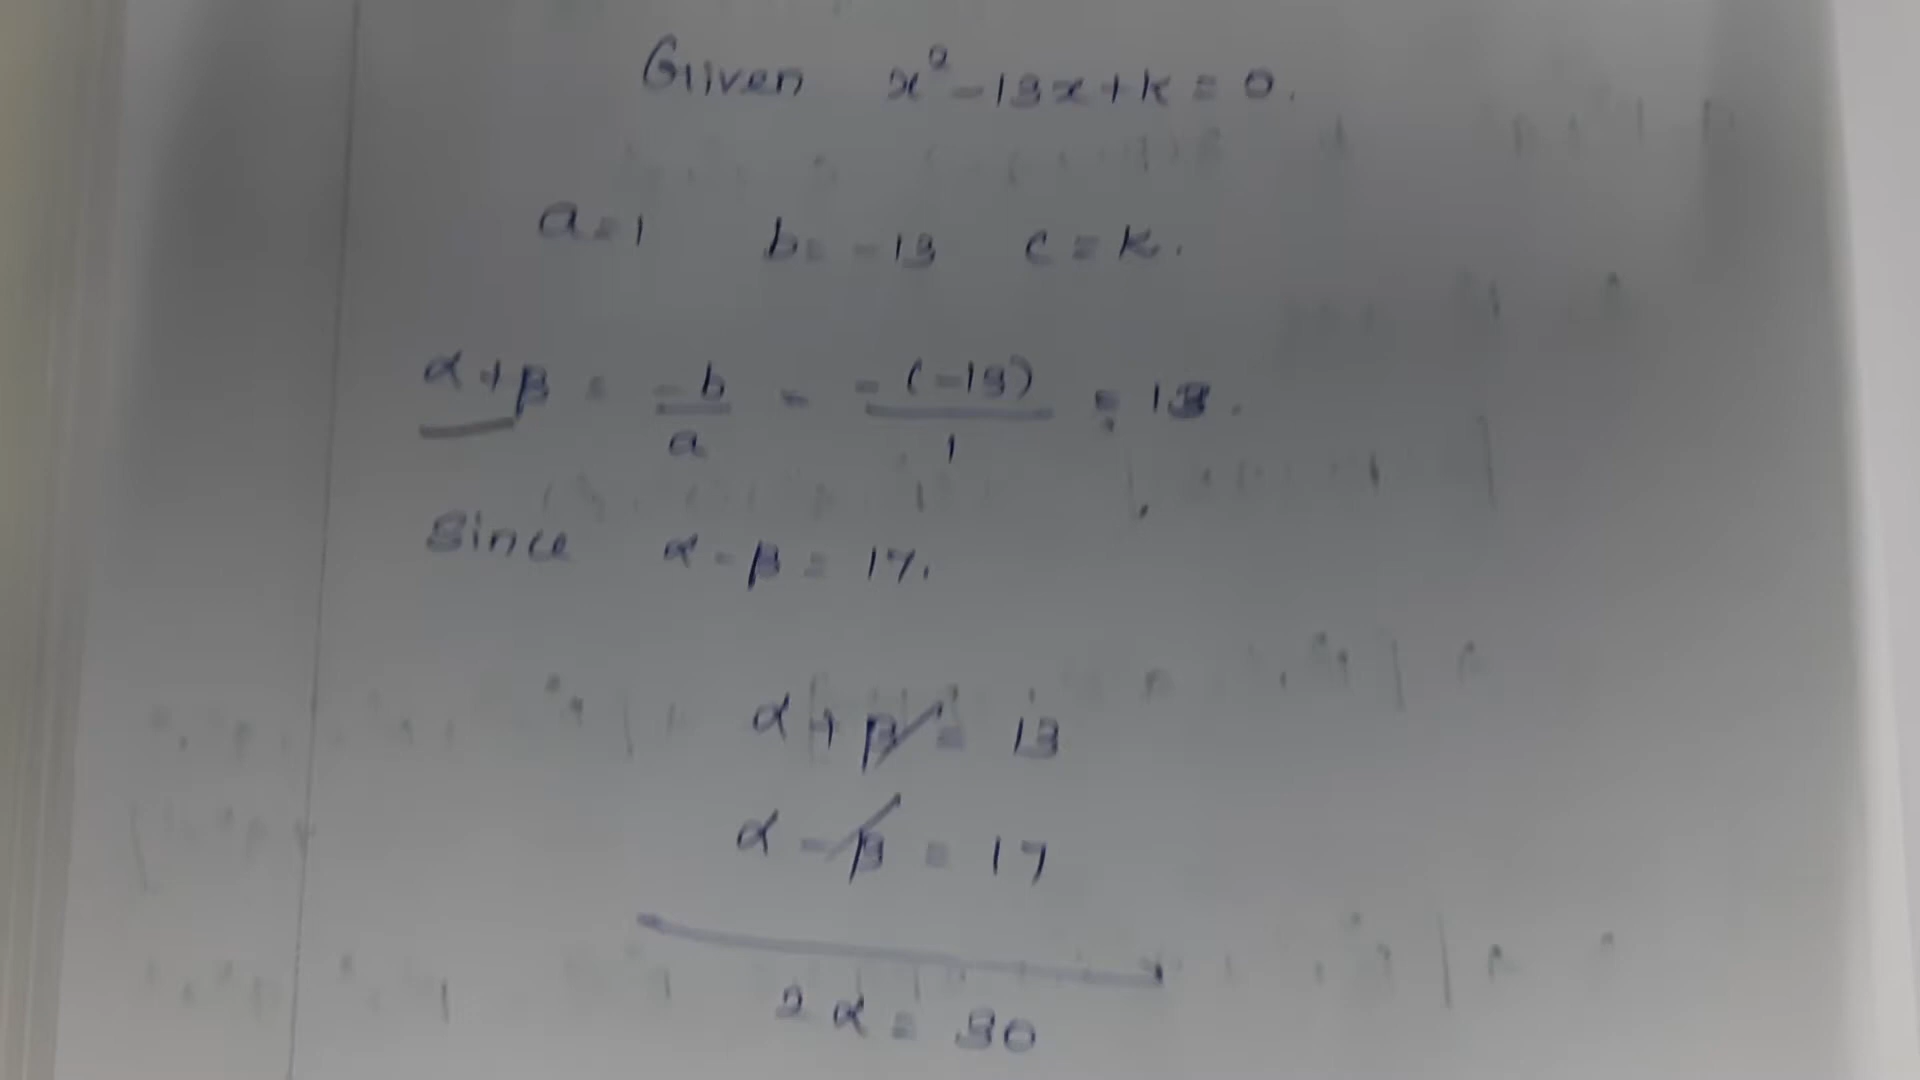 Given x² - 13x + k = 0.
a = 1 b = -13 c = k.
α + β = -b/a = -(-13)/1 = 13.
Since α - β = 17.
α + β = 13
α - β = 17
2α = 30